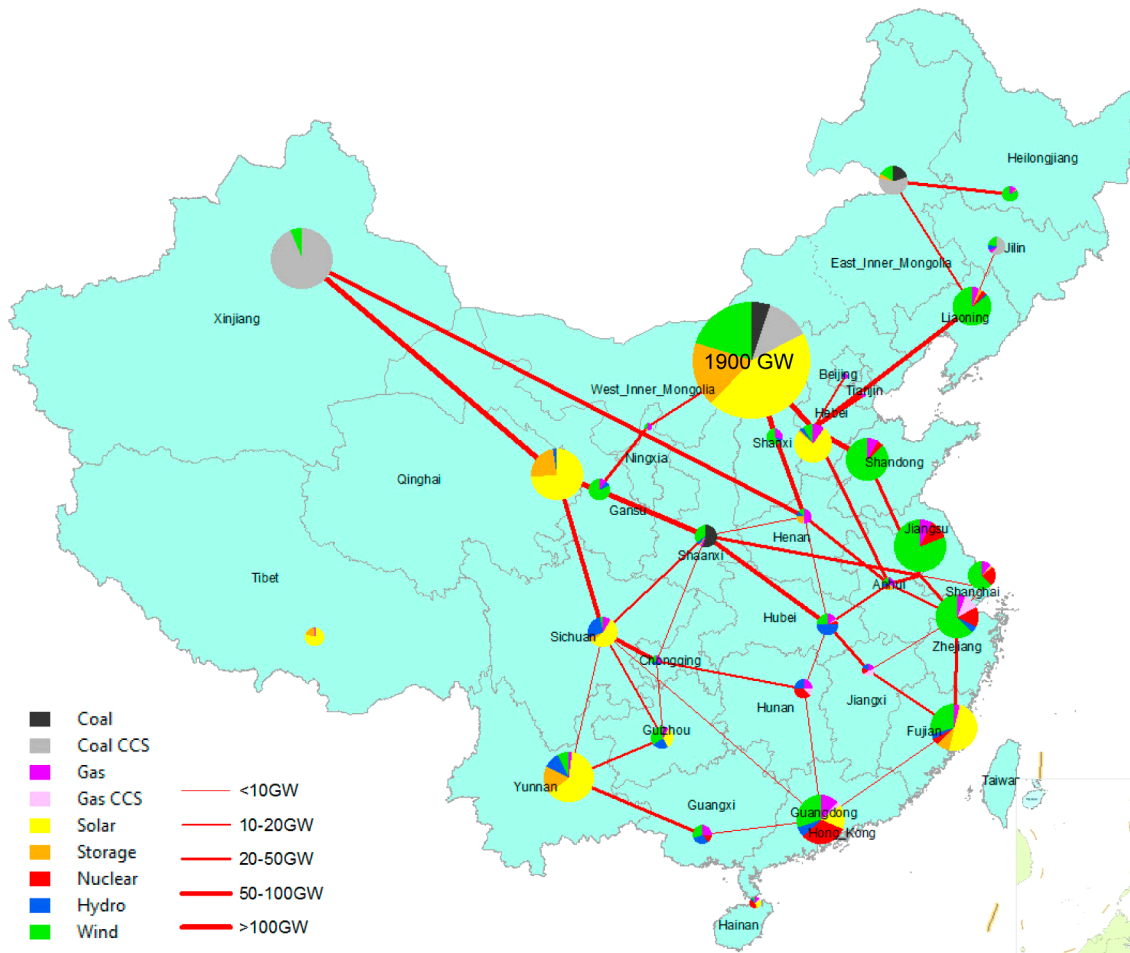 Heilongjiang
Jilin
East_Inner_Mongolia
Liaoning
Xinjiang
1900 GW
Beijing
Tianjin
West_Inner_Mongolia
Hebei
Shanxi
Shandong
Ningxia
Qinghai
Gansu
Jiangsu
Henan
Shaanxi
Tibet
Anhui
Shanghai
Hubei
Sichuan
Zhejiang
Chongqing
Jiangxi
Hunan
Guizhou
Fujian
Taiwan
Yunnan
Guangxi
Guangdong
Hong_Kong
Hainan
Coal
Coal CCS
Gas
Gas CCS
Solar
Storage
Nuclear
Hydro
Wind
<10GW
10-20GW
20-50GW
50-100GW
>100GW